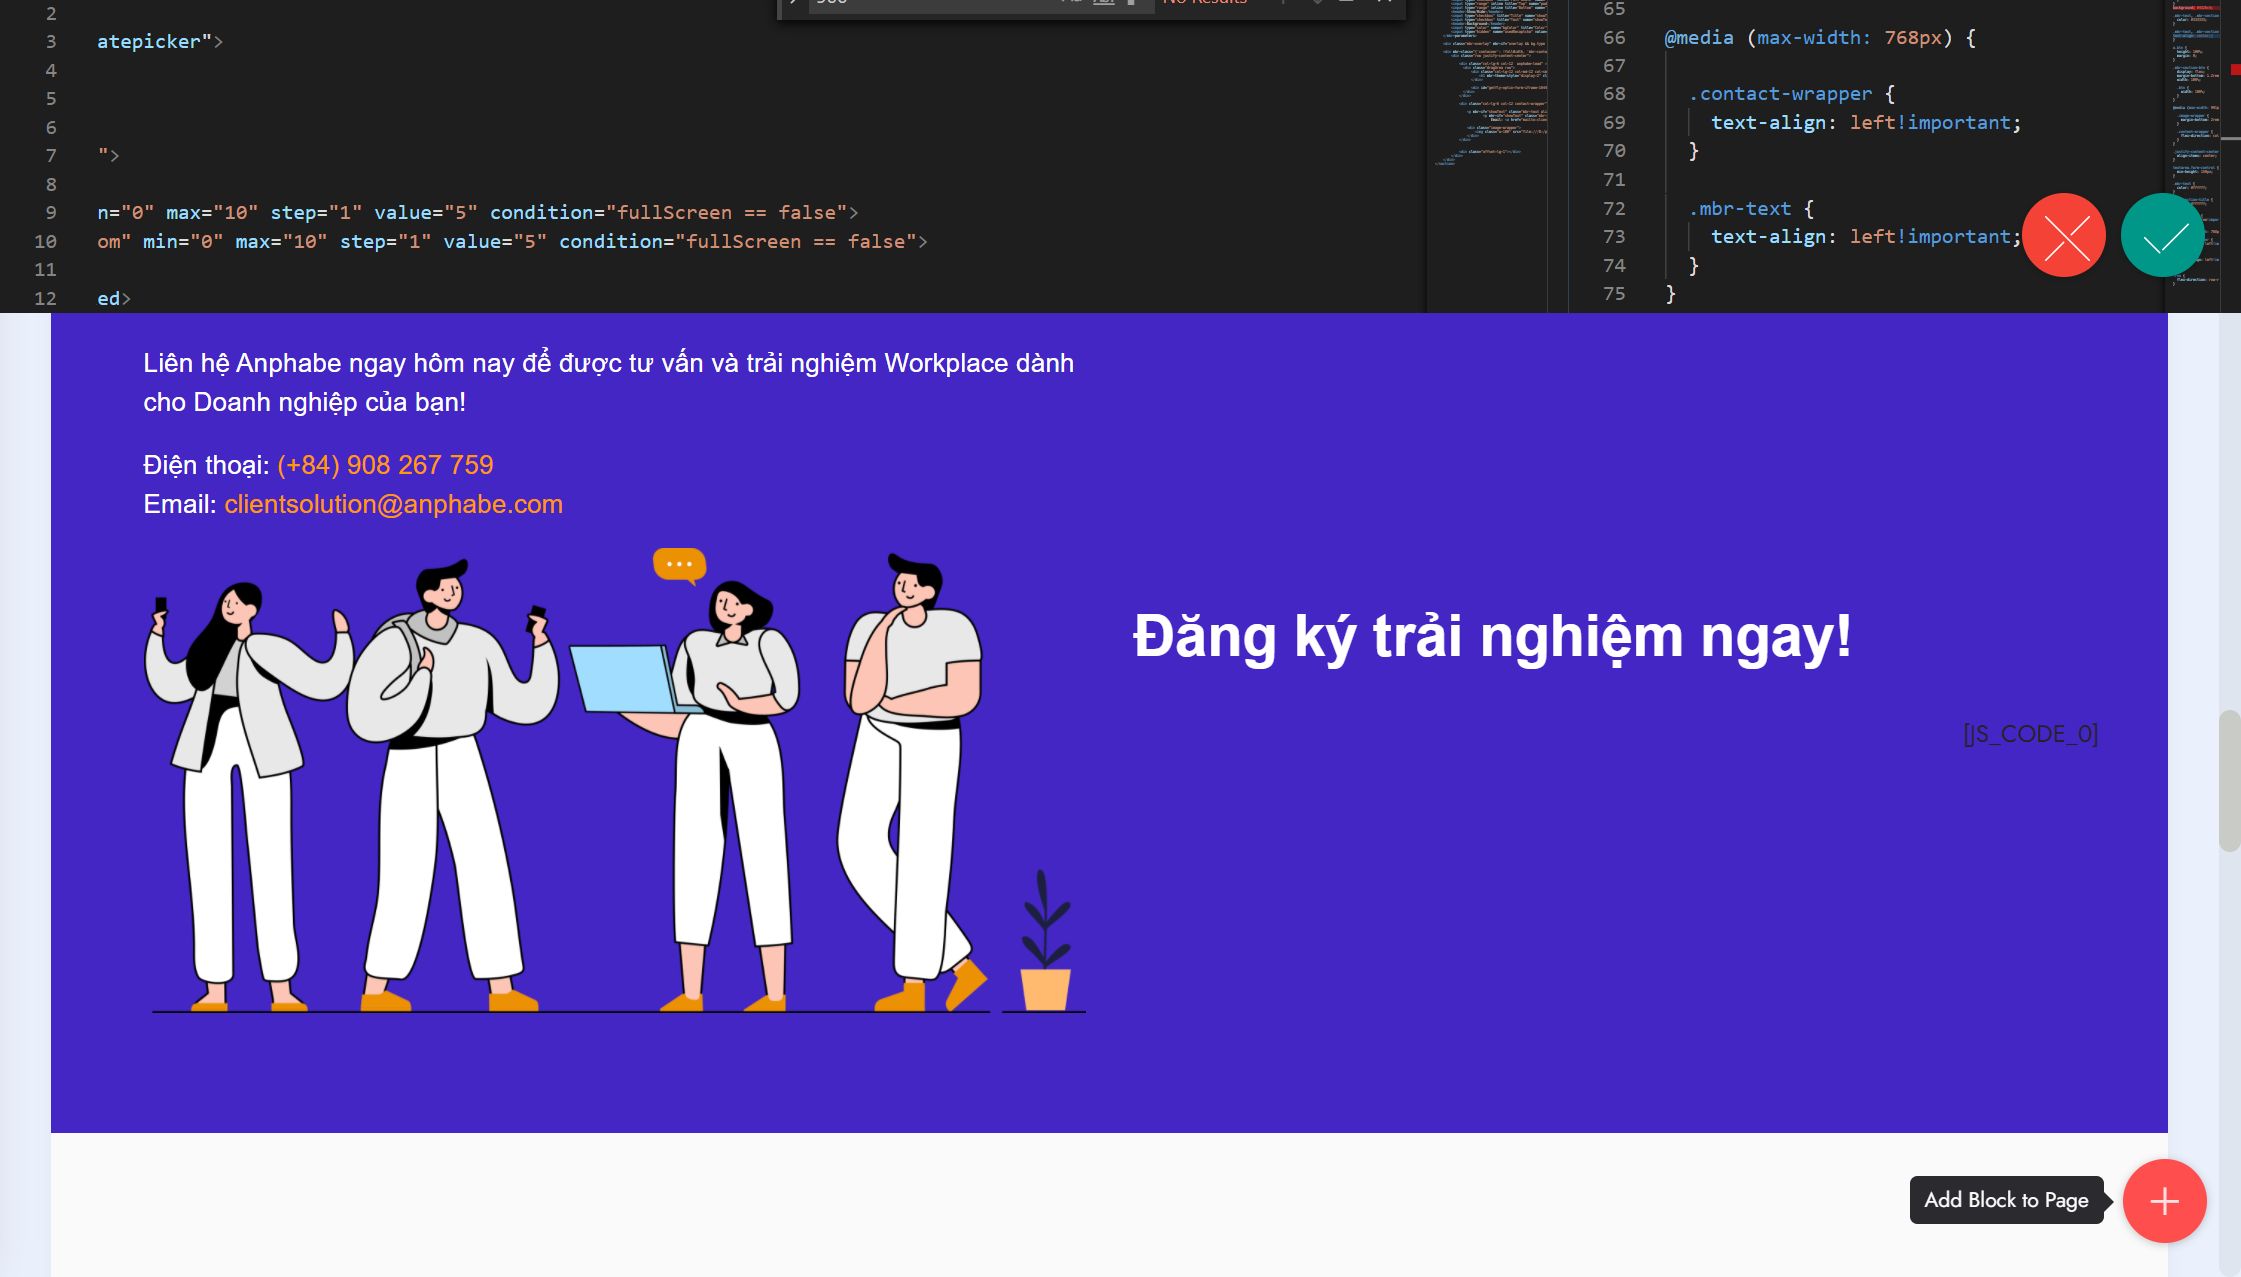 2
3 atepicker">
4
5
6
7 ">
8
9 n="0" max="10" step="1" value="5" condition="fullScreen == false">
10 om" min="0" max="10" step="1" value="5" condition="fullScreen == false">
11
12 ed>
No Results
65
66 @media (max-width: 768px) {
67
68 .contact-wrapper {
69 text-align: left!important;
70 }
71
72 .mbr-text {
73 text-align: left!important;
74 }
75 }
Liên hệ Anphabe ngay hôm nay để được tư vấn và trải nghiệm Workplace dành
cho Doanh nghiệp của bạn!
Điện thoại: (+84) 908 267 759
Email: clientsolution@anphabe.com
Đăng ký trải nghiệm ngay!
[JS_CODE_0]
Add Block to Page